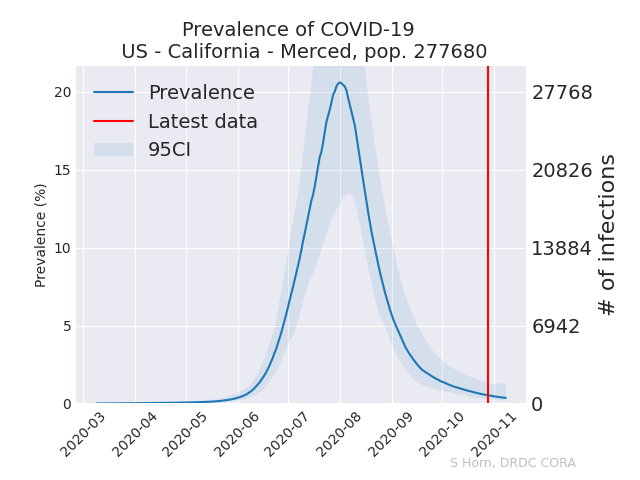 Prevalence of COVID-19
US - California - Merced, pop. 277680
Prevalence
Latest data
95CI
Prevalence (%)
20
15
10
5
0
27768
20826
13884
6942
0
# of infections
2020-03
2020-04
2020-05
2020-06
2020-07
2020-08
2020-09
2020-10
2020-11
S Horn, DRDC CORA